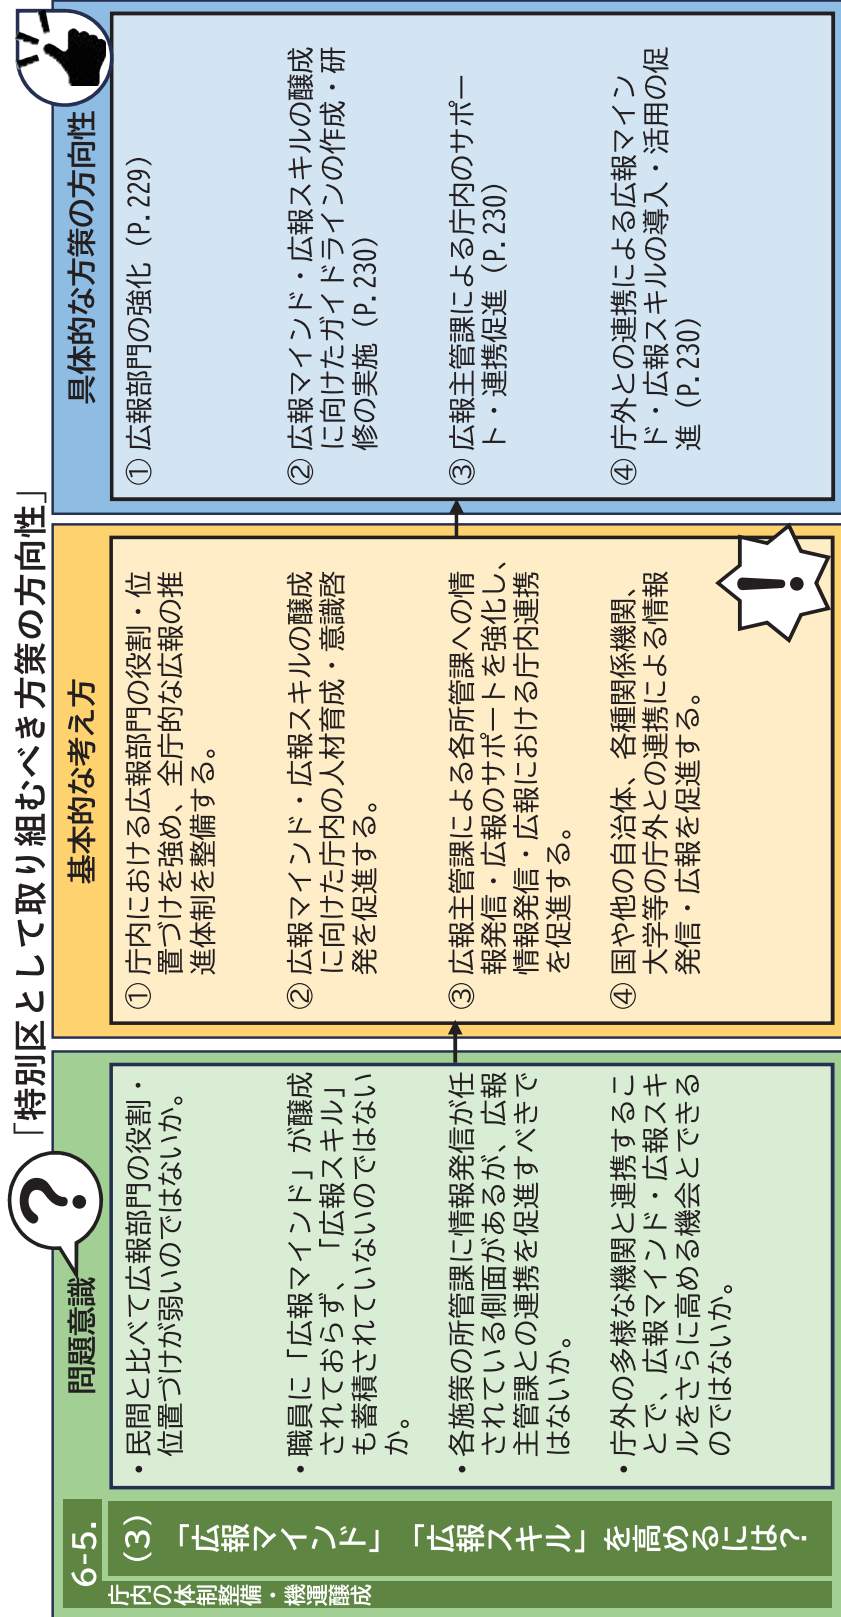 「特別区として取り組むべき方策の方向性」
6-5.
庁内の体制整備・機運醸成
（3）「広報マインド」「広報スキル」を高めるには？
問題意識
・民間と比べて広報部門の役割・
位置づけが弱いのではないか。
・職員に「広報マインド」が醸成
されておらず、「広報スキル」
も蓄積されていないのではない
か。
・各施策の所管課に情報発信が任
されている側面があるが、広報
主管課との連携を促進すべきで
はないか。
・庁外の多様な機関と連携するこ
とで、広報マインド・広報スキ
ルをさらに高める機会とできる
のではないか。
基本的な考え方
① 庁内における広報部門の役割・位
置づけを強め、全庁的な広報の推
進体制を整備する。
② 広報マインド・広報スキルの醸成
に向けた庁内の人材育成・意識啓
発を促進する。
③ 広報主管課による各所管課への情
報発信・広報のサポートを強化し、
情報発信・広報における庁内連携
を促進する。
④ 国や他の自治体、各種関係機関、
大学等の庁外との連携による情報
発信・広報を促進する。
具体的な方策の方向性
① 広報部門の強化（P.229）
② 広報マインド・広報スキルの醸成
に向けたガイドラインの作成・研
修の実施（P.230）
③ 広報主管課による庁内のサポー
ト・連携促進（P.230）
④ 庁外との連携による広報マイン
ド・広報スキルの導入・活用の促
進（P.230）